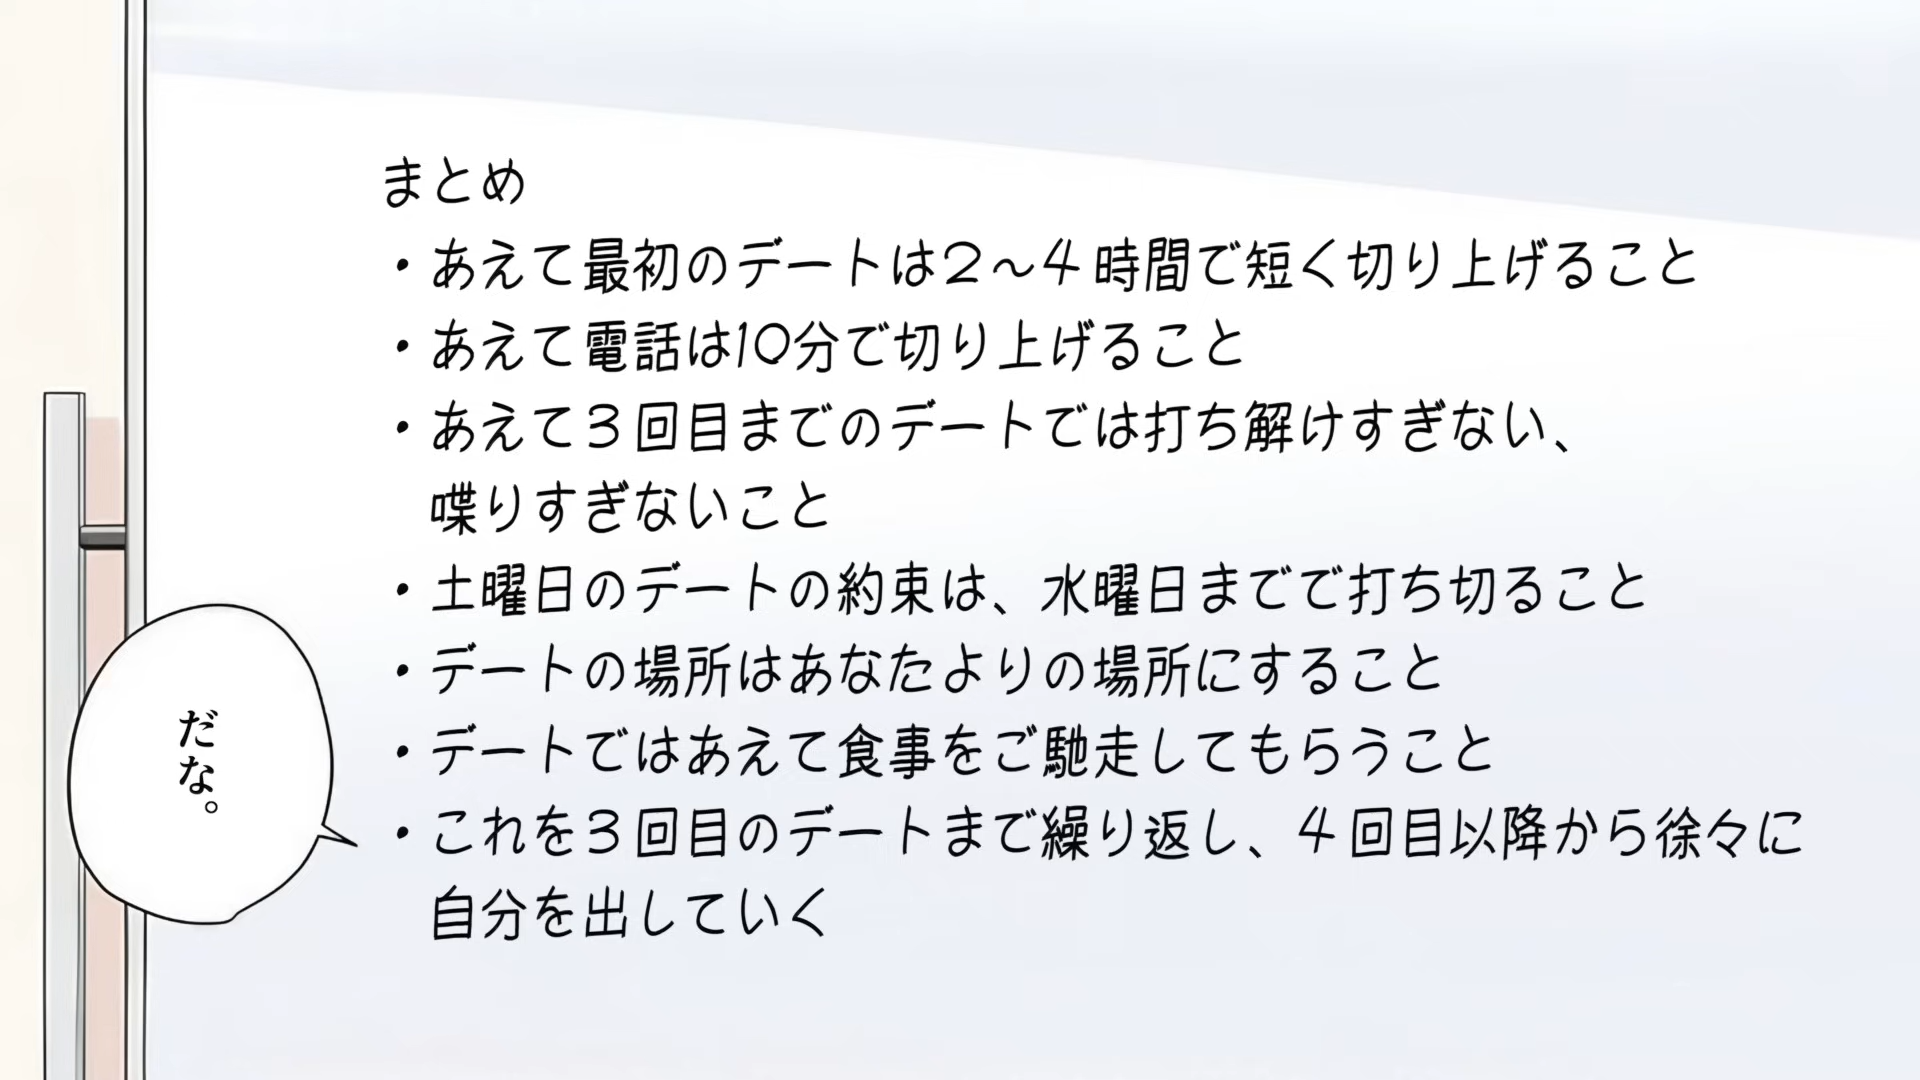 まとめ
・あえて最初のデートは2～4時間で短く切り上げること
・あえて電話は10分で切り上げること
・あえて3回目までのデートでは打ち解けすぎない、
喋りすぎないこと
・土曜日のデートの約束は、水曜日までで打ち切ること
・デートの場所はあなたよりの場所にすること
・デートではあえて食事をご馳走してもらうこと
・これを3回目のデートまで繰り返し、4回目以降から徐々に
自分を出していく
だな。